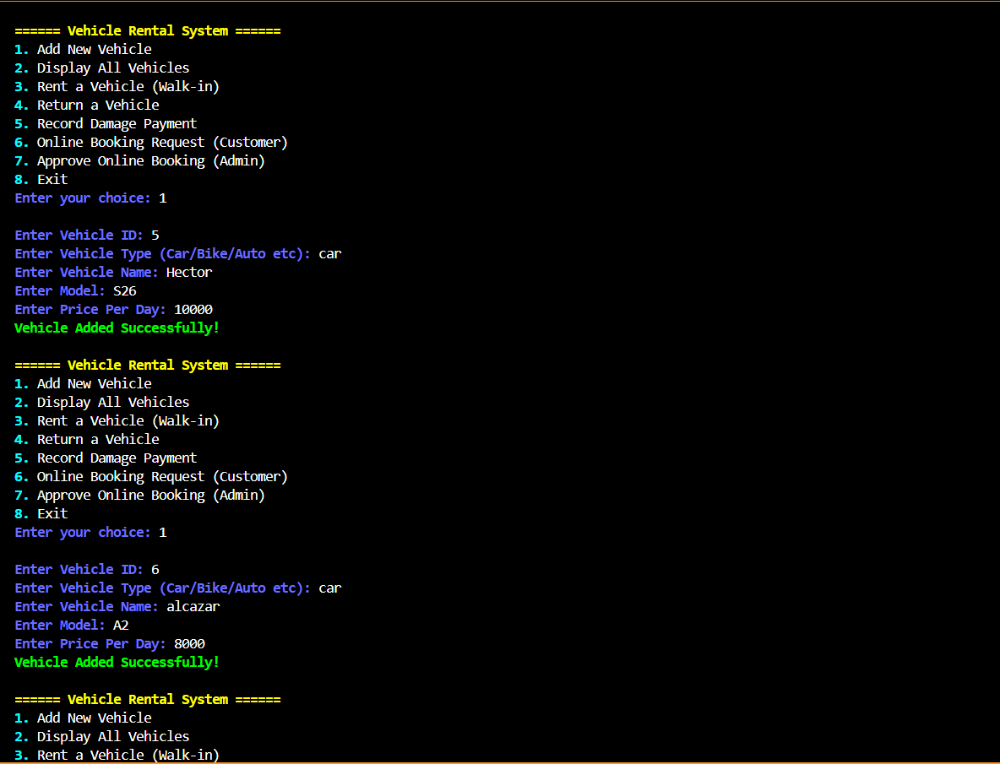 ====== Vehicle Rental System ======
1. Add New Vehicle
2. Display All Vehicles
3. Rent a Vehicle (Walk-in)
4. Return a Vehicle
5. Record Damage Payment
6. Online Booking Request (Customer)
7. Approve Online Booking (Admin)
8. Exit
Enter your choice: 1
Enter Vehicle ID: 5
Enter Vehicle Type (Car/Bike/Auto etc): car
Enter Vehicle Name: Hector
Enter Model: S26
Enter Price Per Day: 10000
Vehicle Added Successfully!
====== Vehicle Rental System ======
1. Add New Vehicle
2. Display All Vehicles
3. Rent a Vehicle (Walk-in)
4. Return a Vehicle
5. Record Damage Payment
6. Online Booking Request (Customer)
7. Approve Online Booking (Admin)
8. Exit
Enter your choice: 1
Enter Vehicle ID: 6
Enter Vehicle Type (Car/Bike/Auto etc): car
Enter Vehicle Name: alcazar
Enter Model: A2
Enter Price Per Day: 8000
Vehicle Added Successfully!
====== Vehicle Rental System ======
1. Add New Vehicle
2. Display All Vehicles
3. Rent a Vehicle (Walk-in)